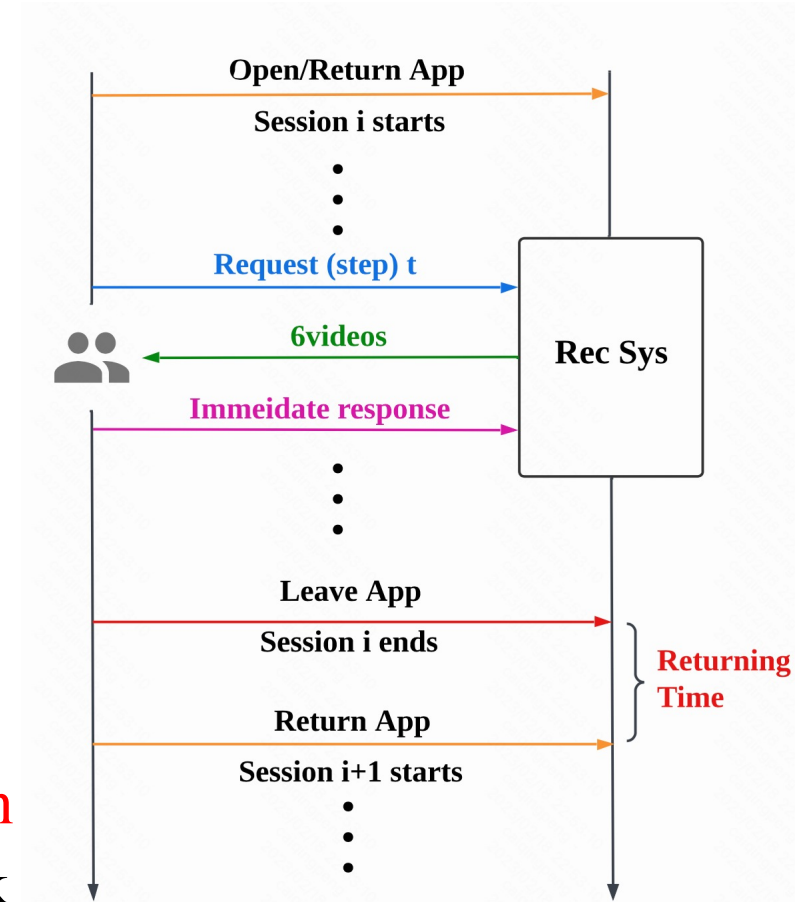 Open/Return App
Session i starts
Request (step) t
6videos
Rec Sys
Immeidate response
Leave App
Session i ends
Returning
Time
Return App
n
Session i+1 starts
k